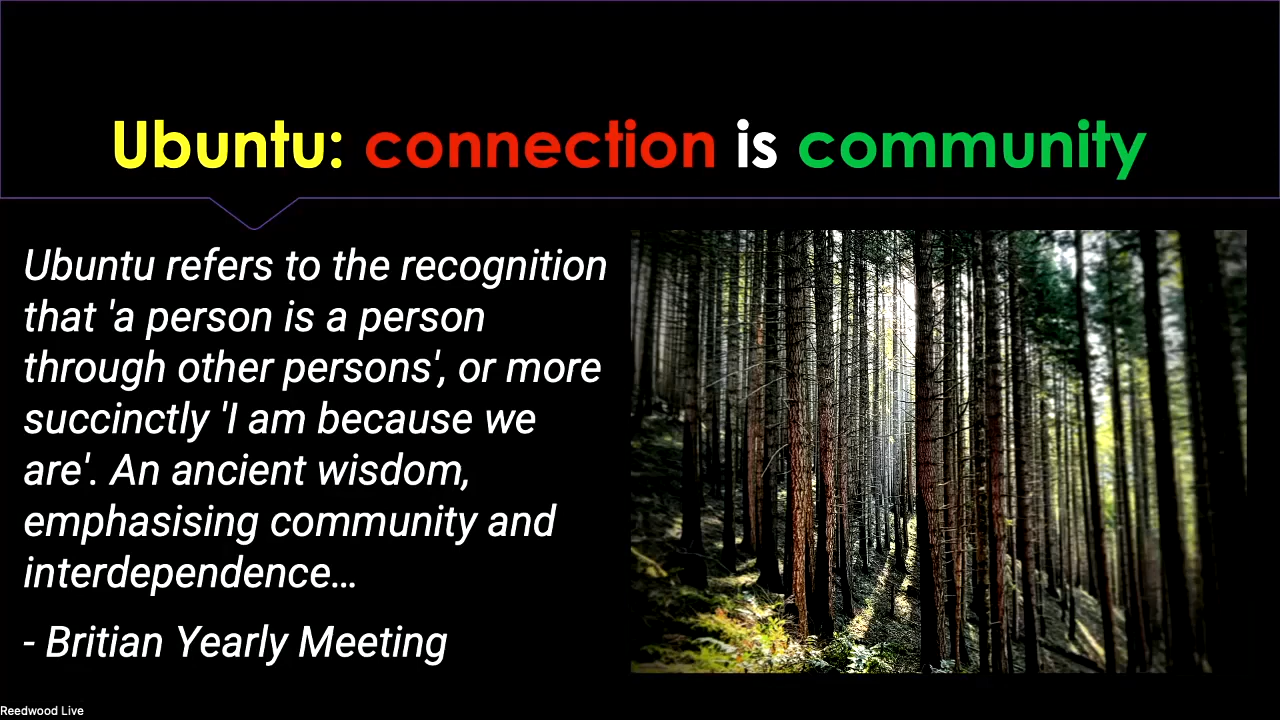 Ubuntu: connection is community
Ubuntu refers to the recognition
that 'a person is a person
through other persons', or more
succinctly 'I am because we
are'. An ancient wisdom,
emphasising community and
interdependence…
- Britian Yearly Meeting
Reedwood Live